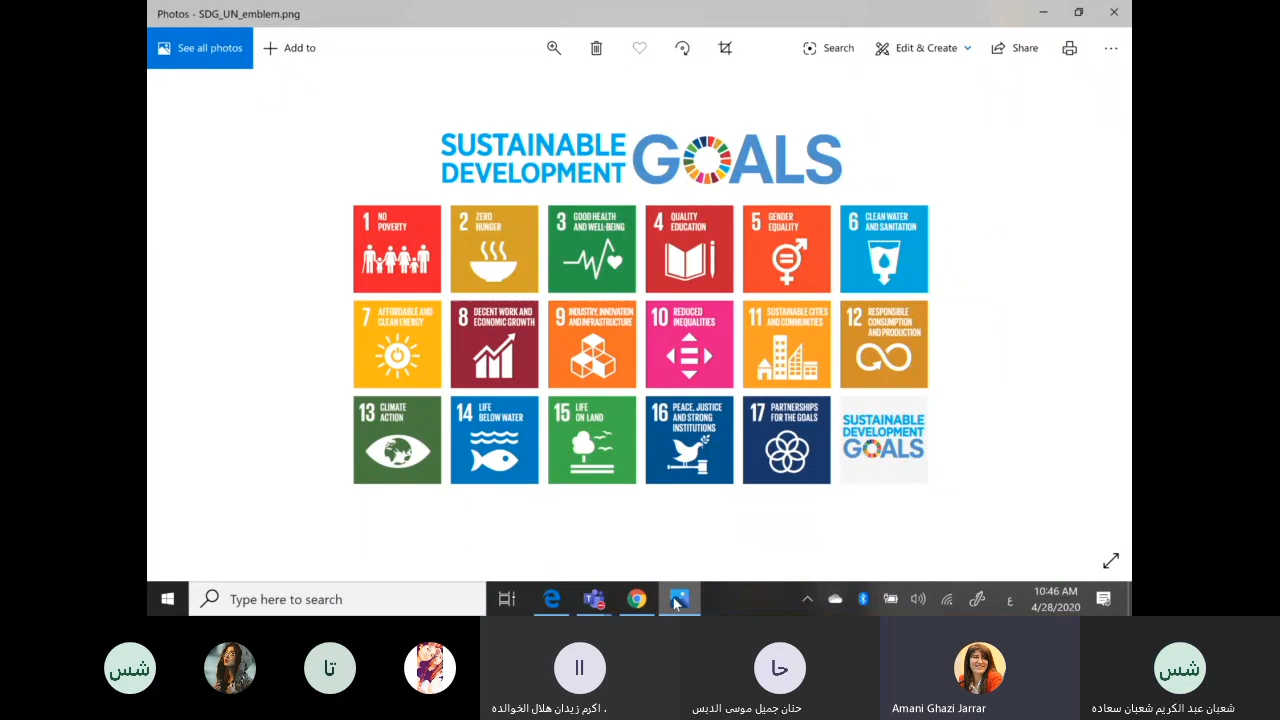 Photos - SDG_UN_emblem.png
See all photos
Add to
Search
Edit & Create
Share
SUSTAINABLE
DEVELOPMENT
GOALS
1 NO
POVERTY
2 ZERO
HUNGER
3 GOOD HEALTH
AND WELL-BEING
4 QUALITY
EDUCATION
5 GENDER
EQUALITY
6 CLEAN WATER
AND SANITATION
7 AFFORDABLE AND
CLEAN ENERGY
8 DECENT WORK AND
ECONOMIC GROWTH
9 INDUSTRY, INNOVATION
AND INFRASTRUCTURE
10 REDUCED
INEQUALITIES
11 SUSTAINABLE CITIES
AND COMMUNITIES
12 RESPONSIBLE
CONSUMPTION
AND PRODUCTION
13 CLIMATE
ACTION
14 LIFE
BELOW WATER
15 LIFE
ON LAND
16 PEACE, JUSTICE
AND STRONG
INSTITUTIONS
17 PARTNERSHIPS
FOR THE GOALS
SUSTAINABLE
DEVELOPMENT
GOALS
Type here to search
ع
10:46 AM
4/28/2020
شس
تا
اا
حا
شس
اكرم زيدان هلال الخوالده .
حنان جميل موسى الدبس
Amani Ghazi Jarrar
شعبان عبد الكريم شعبان سعاده